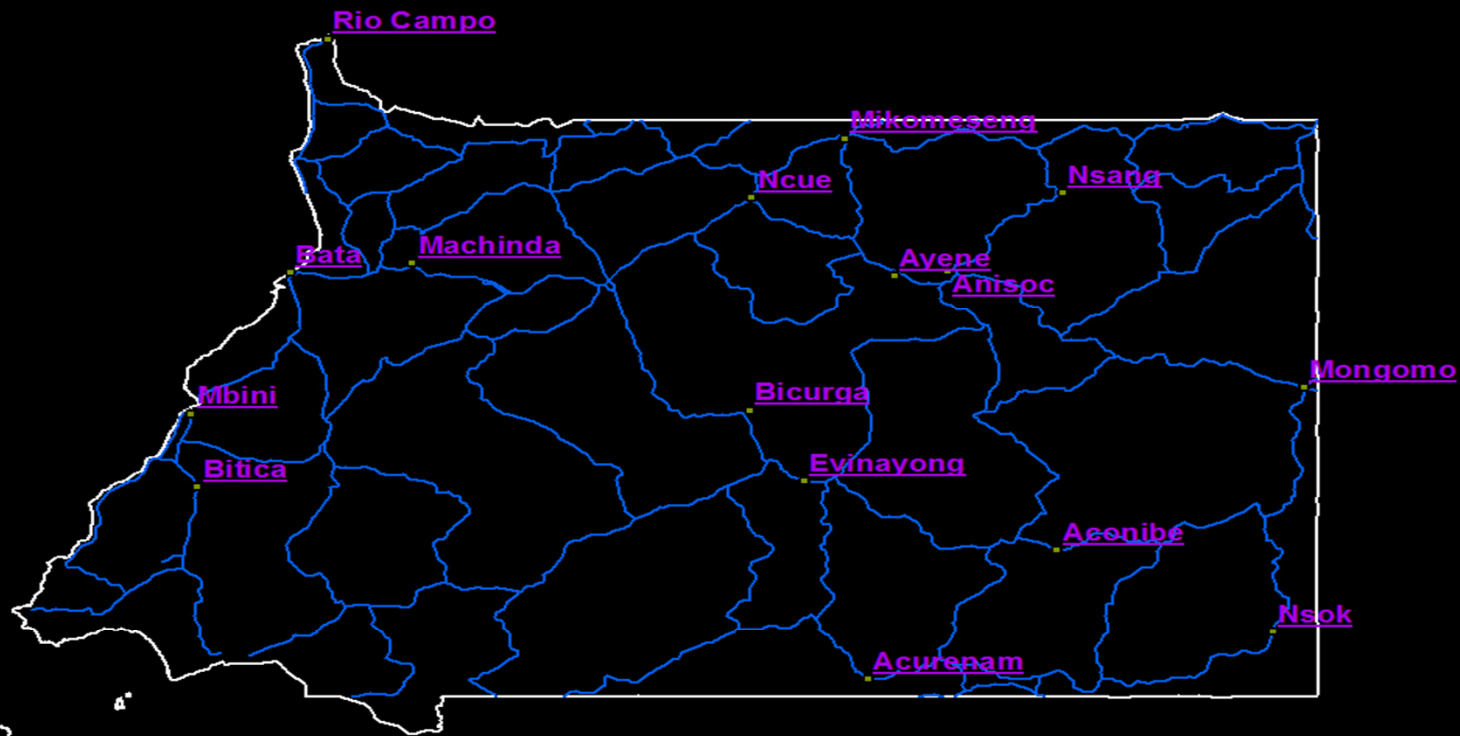 Rio Campo
Mikomeseng
Nsang
Ncue
Machinda
Bata
Ayene
Anisoc
Mongomo
Bicurga
Mbini
Evinayong
Bitica
Aconibe
Nsok
Acurenam